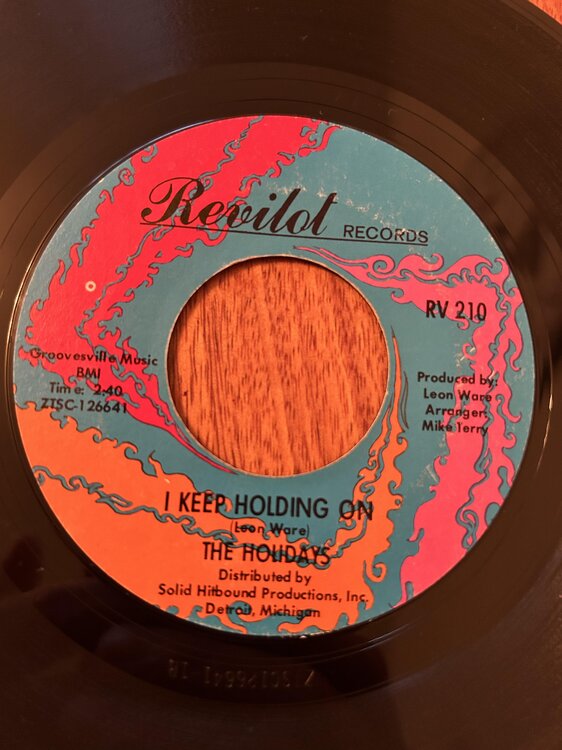 Revilot RECORDS
RV 210
Groovesville Music
BMI
Time: 2:40
ZTSC-126641
Produced by:
Leon Ware
Arranger:
Mike Terry
I KEEP HOLDING ON
(Leon Ware)
THE HOLIDAYS
Distributed by
Solid Hitbound Productions, Inc.
Detroit, Michigan